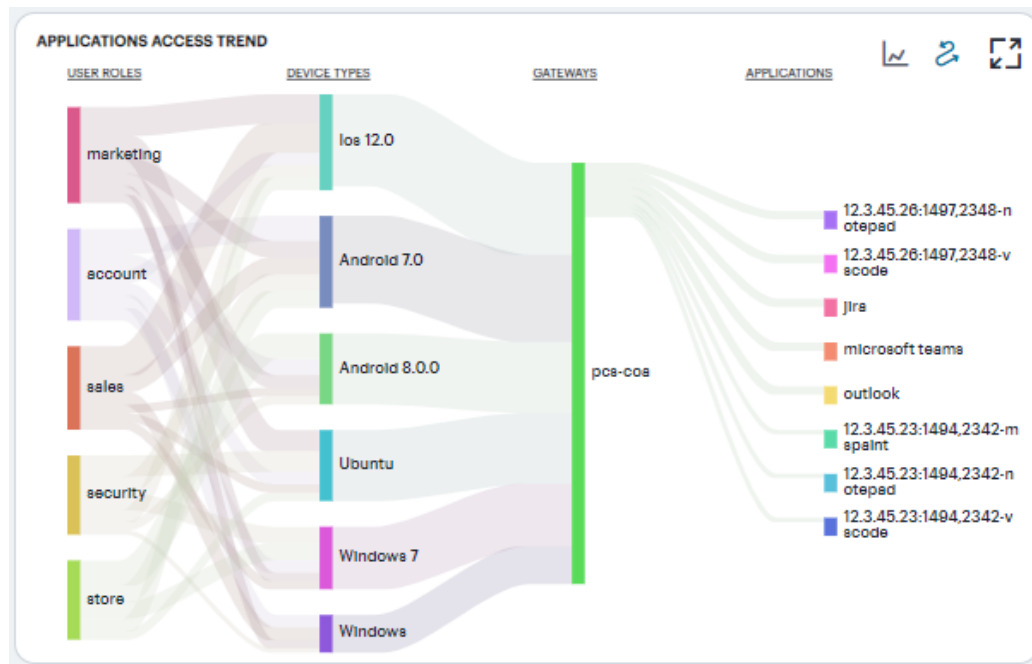 APPLICATIONS ACCESS TREND
USER ROLES
DEVICE TYPES
GATEWAYS
APPLICATIONS
marketing
account
sales
security
store
Ios 12.0
Android 7.0
Android 8.0.0
Ubuntu
Windows 7
Windows
pcs-cos
12.3.45.26:1497,2348-n
otepad
12.3.45.26:1497,2348-v
scode
jira
microsoft teams
outlook
12.3.45.23:1494,2342-m
spaint
12.3.45.23:1494,2342-n
otepad
12.3.45.23:1494,2342-v
scode